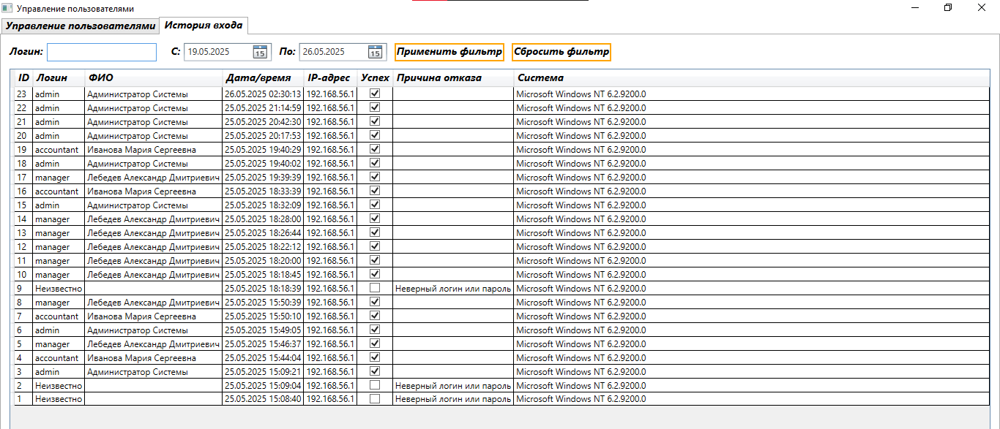 Управление пользователями
Управление пользователями История входа
Логин: С: 19.05.2025 15 По: 26.05.2025 15 Применить фильтр Сбросить фильтр
ID Логин ФИО Дата/время IP-адрес Успех Причина отказа Система
23 admin Администратор Системы 26.05.2025 02:30:13 192.168.56.1 Microsoft Windows NT 6.2.9200.0
22 admin Администратор Системы 25.05.2025 21:14:59 192.168.56.1 Microsoft Windows NT 6.2.9200.0
21 admin Администратор Системы 25.05.2025 20:42:30 192.168.56.1 Microsoft Windows NT 6.2.9200.0
20 admin Администратор Системы 25.05.2025 20:17:53 192.168.56.1 Microsoft Windows NT 6.2.9200.0
19 accountant Иванова Мария Сергеевна 25.05.2025 19:40:29 192.168.56.1 Microsoft Windows NT 6.2.9200.0
18 admin Администратор Системы 25.05.2025 19:40:02 192.168.56.1 Microsoft Windows NT 6.2.9200.0
17 manager Лебедев Александр Дмитриевич 25.05.2025 19:39:39 192.168.56.1 Microsoft Windows NT 6.2.9200.0
16 accountant Иванова Мария Сергеевна 25.05.2025 18:33:39 192.168.56.1 Microsoft Windows NT 6.2.9200.0
15 admin Администратор Системы 25.05.2025 18:32:09 192.168.56.1 Microsoft Windows NT 6.2.9200.0
14 manager Лебедев Александр Дмитриевич 25.05.2025 18:28:00 192.168.56.1 Microsoft Windows NT 6.2.9200.0
13 manager Лебедев Александр Дмитриевич 25.05.2025 18:26:44 192.168.56.1 Microsoft Windows NT 6.2.9200.0
12 manager Лебедев Александр Дмитриевич 25.05.2025 18:22:12 192.168.56.1 Microsoft Windows NT 6.2.9200.0
11 manager Лебедев Александр Дмитриевич 25.05.2025 18:20:00 192.168.56.1 Microsoft Windows NT 6.2.9200.0
10 manager Лебедев Александр Дмитриевич 25.05.2025 18:18:45 192.168.56.1 Microsoft Windows NT 6.2.9200.0
9 Неизвестно 25.05.2025 18:18:39 192.168.56.1 Неверный логин или пароль Microsoft Windows NT 6.2.9200.0
8 manager Лебедев Александр Дмитриевич 25.05.2025 15:50:39 192.168.56.1 Microsoft Windows NT 6.2.9200.0
7 accountant Иванова Мария Сергеевна 25.05.2025 15:50:10 192.168.56.1 Microsoft Windows NT 6.2.9200.0
6 admin Администратор Системы 25.05.2025 15:49:05 192.168.56.1 Microsoft Windows NT 6.2.9200.0
5 manager Лебедев Александр Дмитриевич 25.05.2025 15:46:37 192.168.56.1 Microsoft Windows NT 6.2.9200.0
4 accountant Иванова Мария Сергеевна 25.05.2025 15:44:04 192.168.56.1 Microsoft Windows NT 6.2.9200.0
3 admin Администратор Системы 25.05.2025 15:09:21 192.168.56.1 Microsoft Windows NT 6.2.9200.0
2 Неизвестно 25.05.2025 15:09:04 192.168.56.1 Неверный логин или пароль Microsoft Windows NT 6.2.9200.0
1 Неизвестно 25.05.2025 15:08:40 192.168.56.1 Неверный логин или пароль Microsoft Windows NT 6.2.9200.0